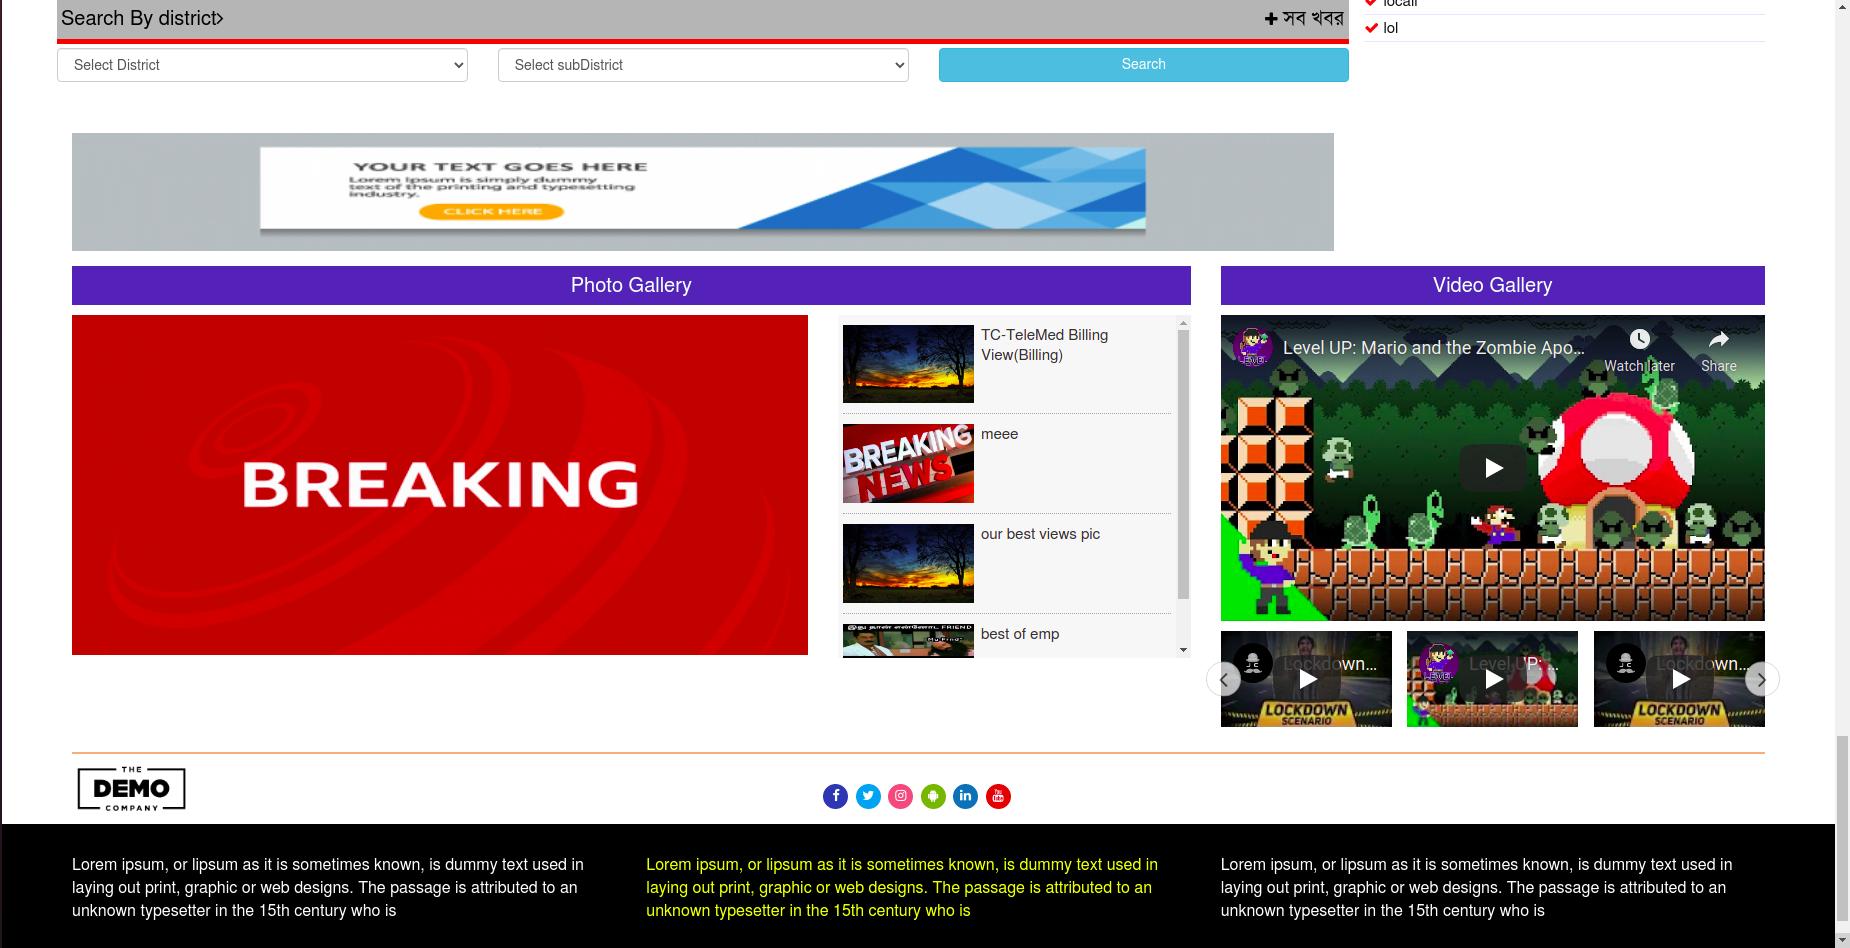 Search By district
সব খবর
locall
lol
Select District
Select subDistrict
Search
YOUR TEXT GOES HERE
Lorem Ipsum is simply dummy
text of the printing and typesetting
industry.
CLICK HERE
Photo Gallery
Video Gallery
BREAKING
TC-TeleMed Billing
View(Billing)
BREAKING
NEWS
meee
our best views pic
FRIEND
best of emp
LEVEL
Level UP: Mario and the Zombie Apo...
Watch later
Share
Lockdown...
LOCKDOWN
SCENARIO
Level UP: ...
Lockdown...
LOCKDOWN
SCENARIO
THE
DEMO
COMPANY
Lorem ipsum, or lipsum as it is sometimes known, is dummy text used in
laying out print, graphic or web designs. The passage is attributed to an
unknown typesetter in the 15th century who is
Lorem ipsum, or lipsum as it is sometimes known, is dummy text used in
laying out print, graphic or web designs. The passage is attributed to an
unknown typesetter in the 15th century who is
Lorem ipsum, or lipsum as it is sometimes known, is dummy text used in
laying out print, graphic or web designs. The passage is attributed to an
unknown typesetter in the 15th century who is